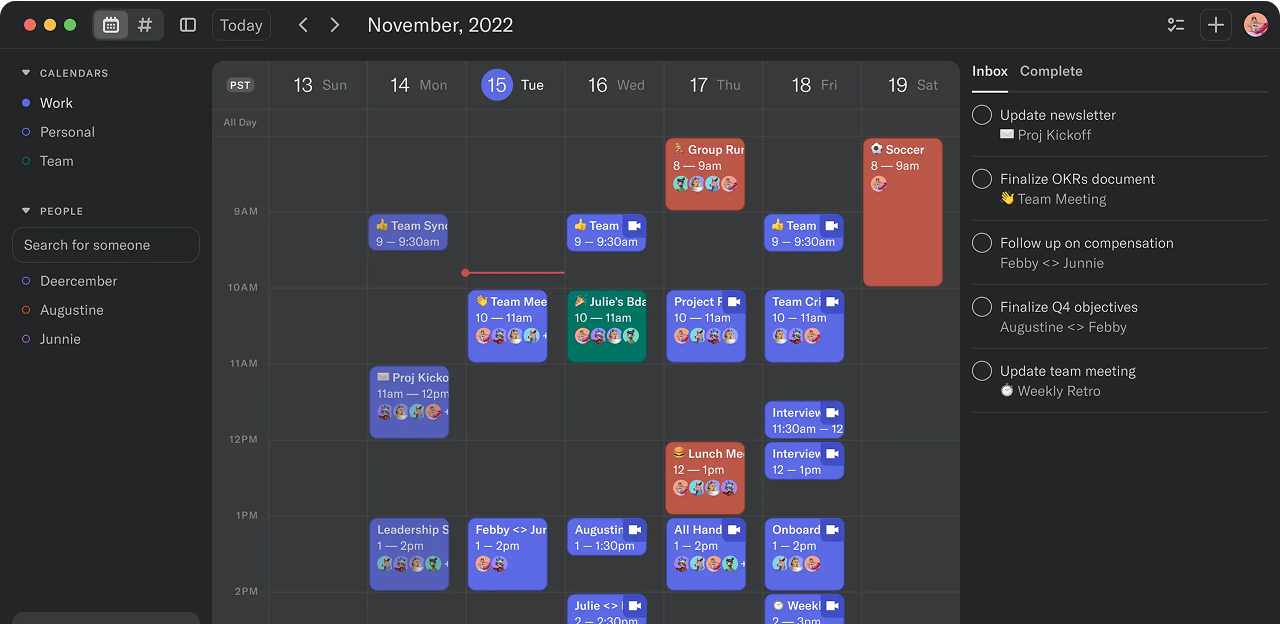 Today
November, 2022
CALENDARS
Work
Personal
Team
PEOPLE
Search for someone
Deercember
Augustine
Junnie
PST
13 Sun
14 Mon
15 Tue
16 Wed
17 Thu
18 Fri
19 Sat
All Day
9AM
10AM
11AM
12PM
1PM
2PM
Team Sync
9 — 9:30am
Proj Kicko
11am — 12pm
Leadership S
1 — 2pm
Team Mee
10 — 11am
Febby <> Jur
1 — 2pm
Team
9 — 9:30am
Julie's Bda
10 — 11am
Augustin
1 — 1:30pm
Julie <>
2 — 2:30pm
Group Run
8 — 9am
Project
10 — 11am
Lunch Me
12 — 1pm
All Hand
1 — 2pm
Team
9 — 9:30am
Team Cri
10 — 11am
Interview
11:30am — 12
Interview
12 — 1pm
Onboard
1 — 2pm
Weekl
2 — 3pm
Soccer
8 — 9am
Inbox Complete
Update newsletter
Proj Kickoff
Finalize OKRs document
Team Meeting
Follow up on compensation
Febby <> Junnie
Finalize Q4 objectives
Augustine <> Febby
Update team meeting
Weekly Retro